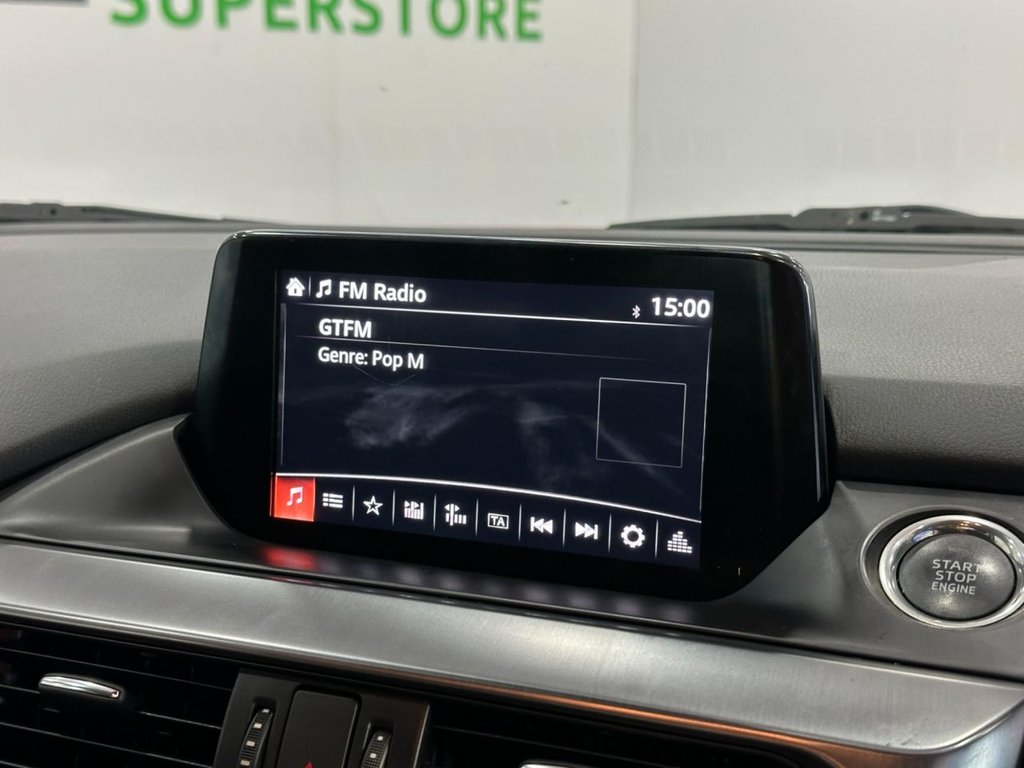 SUPERSTORE
FM Radio
15:00
GTFM
Genre: Pop M
TA
START
STOP
ENGINE